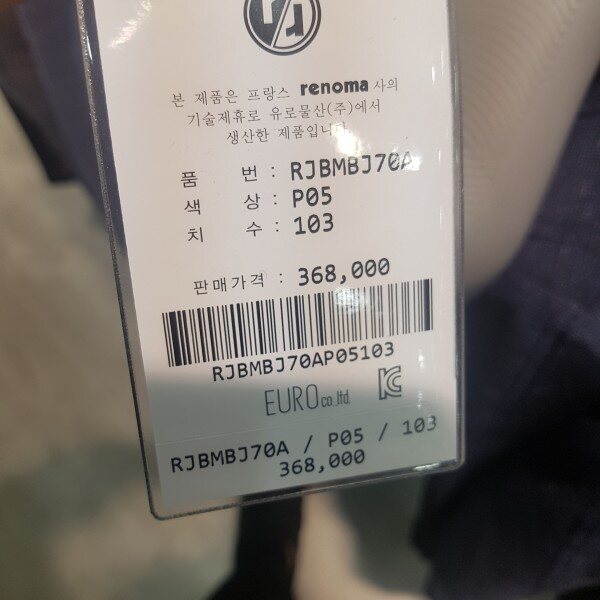 본 제품은 프랑스 renoma 사의
기술제휴로 유로물산(주)에서
생산한 제품입니다
품 번 : RJBMBJ70A
색 상 : P05
치 수 : 103
판매가격 : 368,000
RJBMBJ70AP05103
EURO co.,ltd.
RJBMBJ70A / P05 / 103
368,000